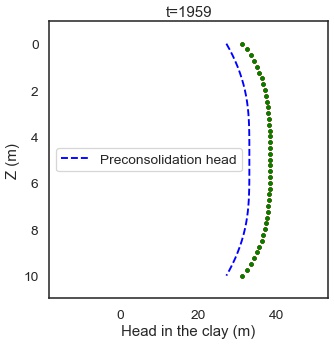 t=1959
0
2
4
6
8
10
Z (m)
Preconsolidation head
0
20
40
Head in the clay (m)